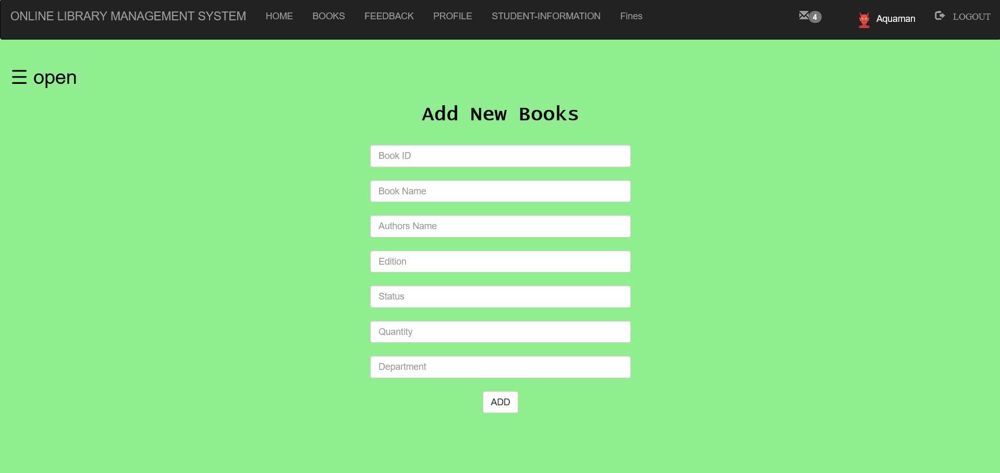 ONLINE LIBRARY MANAGEMENT SYSTEM HOME BOOKS FEEDBACK PROFILE STUDENT-INFORMATION Fines 4 Aquaman LOGOUT
☰ open
Add New Books
Book ID
Book Name
Authors Name
Edition
Status
Quantity
Department
ADD